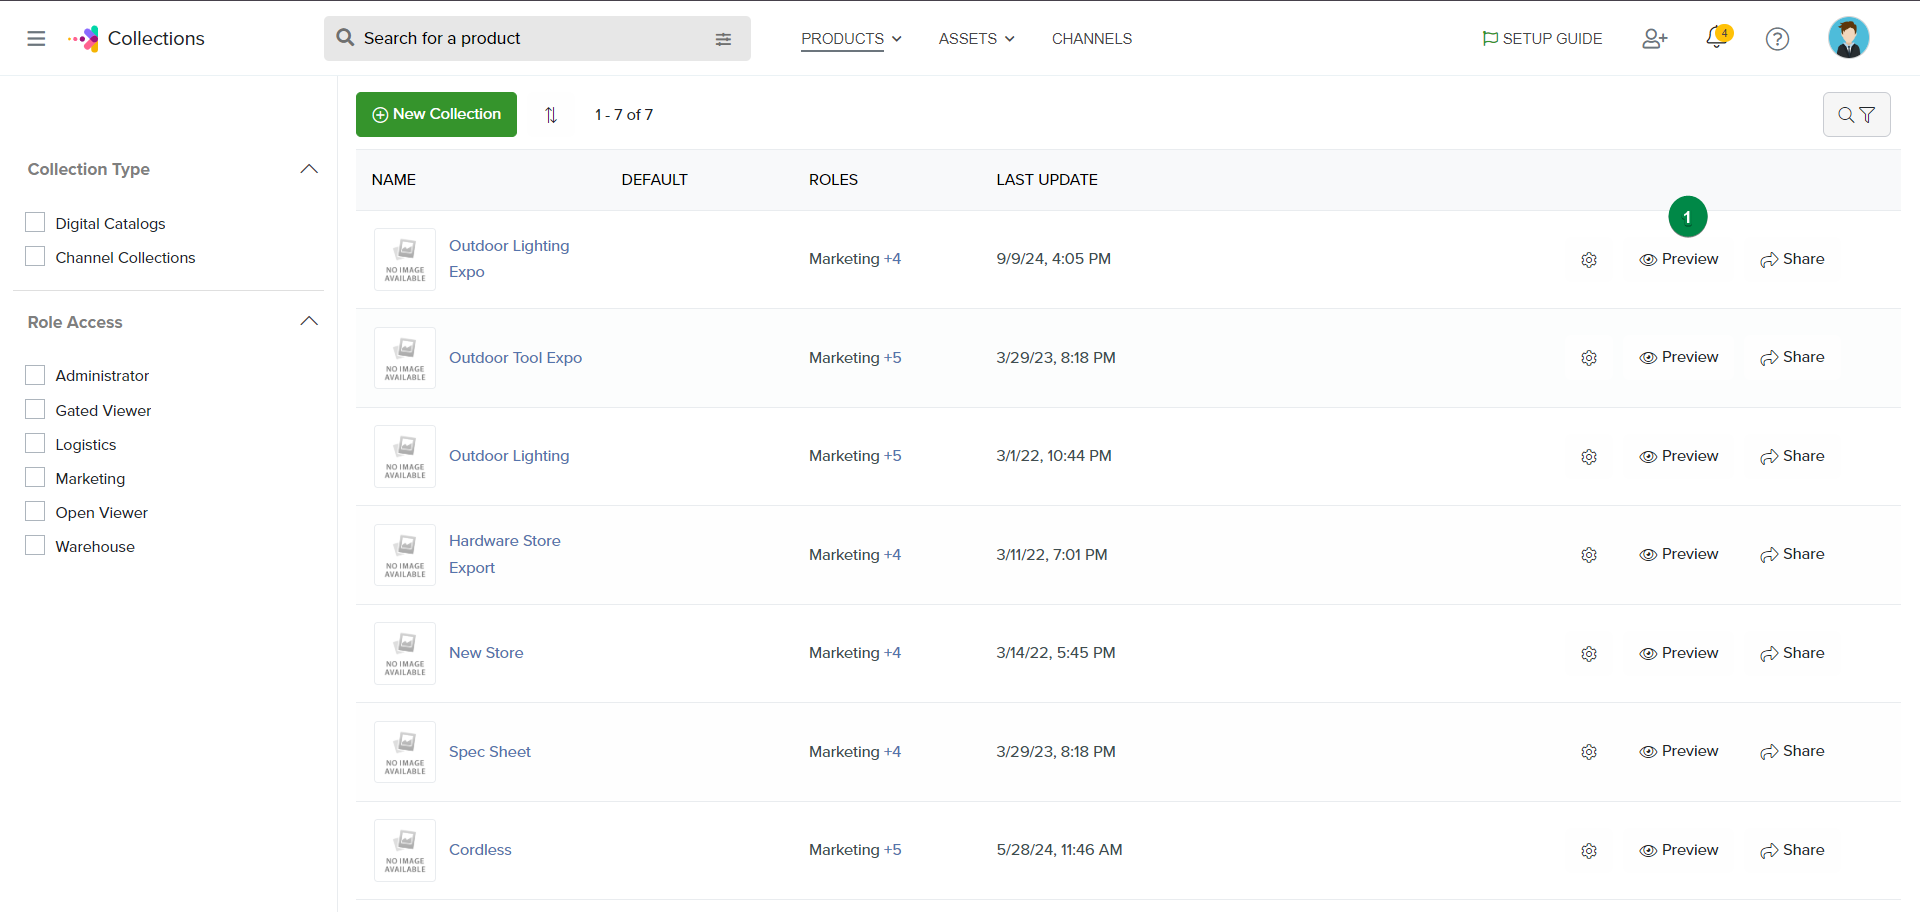 Collections
Search for a product
PRODUCTS
ASSETS
CHANNELS
SETUP GUIDE
4
?
New Collection
1 - 7 of 7
Collection Type
Digital Catalogs
Channel Collections
Role Access
Administrator
Gated Viewer
Logistics
Marketing
Open Viewer
Warehouse
NAME DEFAULT ROLES LAST UPDATE
1
NO IMAGE
AVAILABLE
Outdoor Lighting
Expo
Marketing +4
9/9/24, 4:05 PM
Preview
Share
NO IMAGE
AVAILABLE
Outdoor Tool Expo
Marketing +5
3/29/23, 8:18 PM
Preview
Share
NO IMAGE
AVAILABLE
Outdoor Lighting
Marketing +5
3/1/22, 10:44 PM
Preview
Share
NO IMAGE
AVAILABLE
Hardware Store
Export
Marketing +4
3/11/22, 7:01 PM
Preview
Share
NO IMAGE
AVAILABLE
New Store
Marketing +4
3/14/22, 5:45 PM
Preview
Share
NO IMAGE
AVAILABLE
Spec Sheet
Marketing +4
3/29/23, 8:18 PM
Preview
Share
NO IMAGE
AVAILABLE
Cordless
Marketing +5
5/28/24, 11:46 AM
Preview
Share